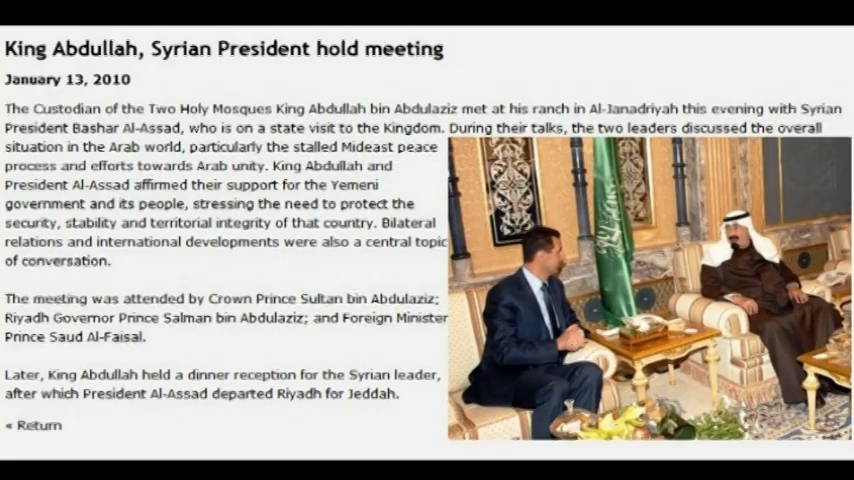 King Abdullah, Syrian President hold meeting
January 13, 2010
The Custodian of the Two Holy Mosques King Abdullah bin Abdulaziz met at his ranch in Al-Janadriyah this evening with Syrian
President Bashar Al-Assad, who is on a state visit to the Kingdom. During their talks, the two leaders discussed the overall
situation in the Arab world, particularly the stalled Mideast peace
process and efforts towards Arab unity. King Abdullah and
President Al-Assad affirmed their support for the Yemeni
government and its people, stressing the need to protect the
security, stability and territorial integrity of that country. Bilateral
relations and international developments were also a central topic
of conversation.
The meeting was attended by Crown Prince Sultan bin Abdulaziz;
Riyadh Governor Prince Salman bin Abdulaziz; and Foreign Minister
Prince Saud Al-Faisal.
Later, King Abdullah held a dinner reception for the Syrian leader,
after which President Al-Assad departed Riyadh for Jeddah.
« Return